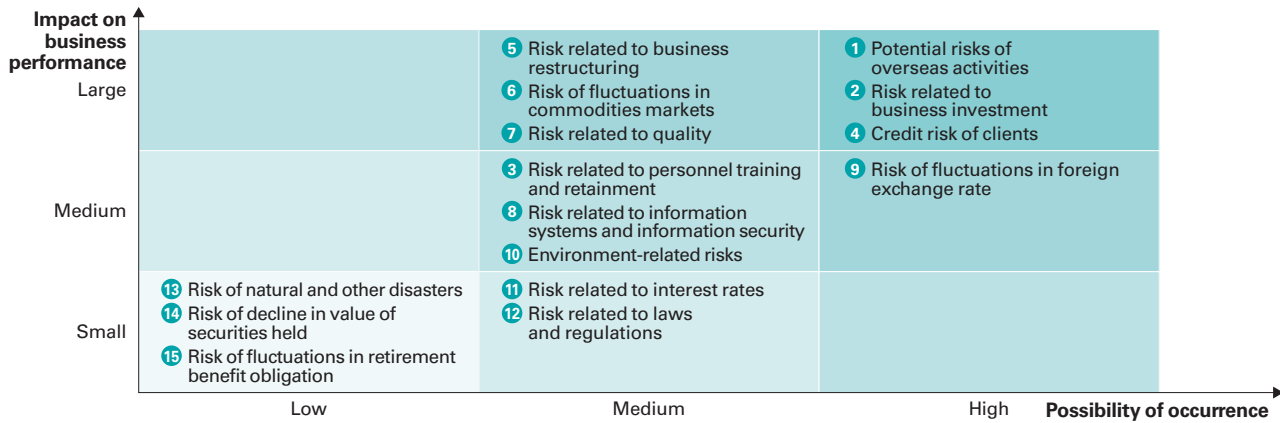 Impact on
business
performance
Large
5 Risk related to business
restructuring
6 Risk of fluctuations in
commodities markets
7 Risk related to quality
1 Potential risks of
overseas activities
2 Risk related to
business investment
4 Credit risk of clients
Medium
3 Risk related to personnel training
and retainment
8 Risk related to information
systems and information security
10 Environment-related risks
9 Risk of fluctuations in foreign
exchange rate
Small
13 Risk of natural and other disasters
14 Risk of decline in value of
securities held
15 Risk of fluctuations in retirement
benefit obligation
11 Risk related to interest rates
12 Risk related to laws
and regulations
Low
Medium
High
Possibility of occurrence